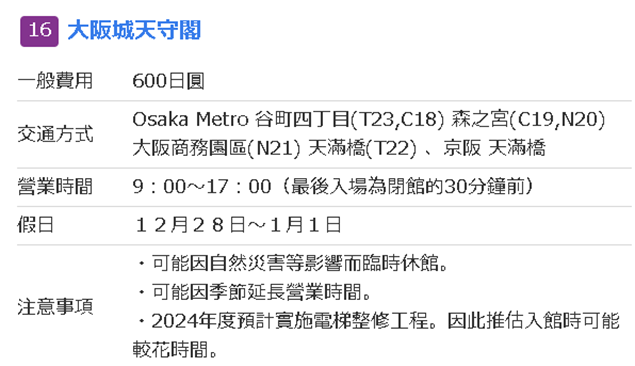 16 大阪城天守閣
一般費用 600日圓
交通方式 Osaka Metro 谷町四丁目(T23,C18) 森之宮(C19,N20)
大阪商務園區(N21) 天滿橋(T22) 、京阪 天滿橋
營業時間 9：00～17：00（最後入場為閉館的30分鐘前）
假日 １２月２８日～１月１日
注意事項
・可能因自然災害等影響而臨時休館。
・可能因季節延長營業時間。
・2024年度預計實施電梯整修工程。因此推估入館時可能
較花時間。